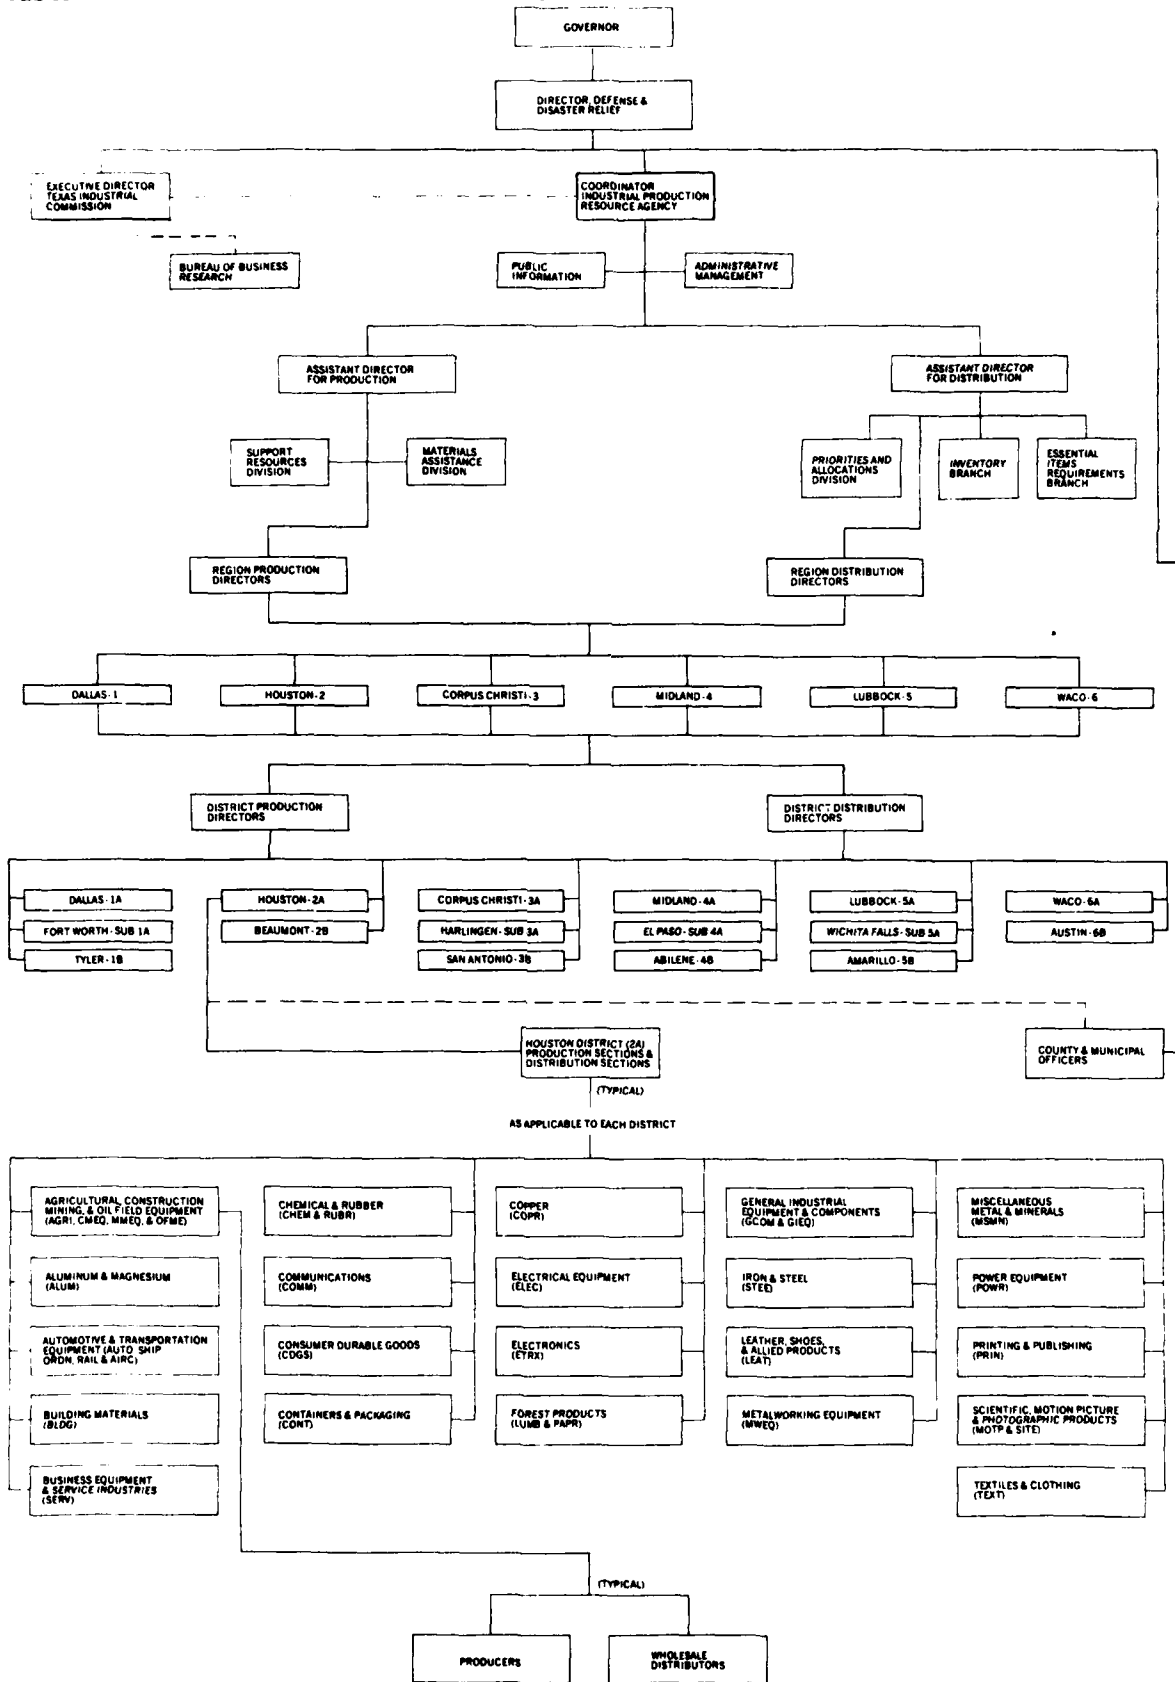 GOVERNOR
DIRECTOR, DEFENSE &
DISASTER RELIEF
EXECUTIVE DIRECTOR
TEXAS INDUSTRIAL
COMMISSION
COORDINATOR
INDUSTRIAL PRODUCTION
RESOURCE AGENCY
BUREAU OF BUSINESS
RESEARCH
PUBLIC
INFORMATION
ADMINISTRATIVE
MANAGEMENT
ASSISTANT DIRECTOR
FOR PRODUCTION
ASSISTANT DIRECTOR
FOR DISTRIBUTION
SUPPORT
RESOURCES
DIVISION
MATERIALS
ASSISTANCE
DIVISION
PRIORITIES AND
ALLOCATIONS
DIVISION
INVENTORY
BRANCH
ESSENTIAL
ITEMS
REQUIREMENTS
BRANCH
REGION PRODUCTION
DIRECTORS
REGION DISTRIBUTION
DIRECTORS
DALLAS - 1
HOUSTON - 2
CORPUS CHRISTI - 3
MIDLAND - 4
LUBBOCK - 5
WACO - 6
DISTRICT PRODUCTION
DIRECTORS
DISTRICT DISTRIBUTION
DIRECTORS
DALLAS - 1A
HOUSTON - 2A
CORPUS CHRISTI - 3A
MIDLAND - 4A
LUBBOCK - 5A
WACO - 6A
FORT WORTH - SUB 1A
BEAUMONT - 2B
HARLINGEN - SUB 3A
EL PASO - SUB 4A
WICHITA FALLS - SUB 5A
AUSTIN - 6B
TYLER - 1B
SAN ANTONIO - 3B
ABILENE - 4B
AMARILLO - 5B
HOUSTON DISTRICT (2A)
PRODUCTION SECTIONS &
DISTRIBUTION SECTIONS
COUNTY & MUNICIPAL
OFFICERS
(TYPICAL)
AS APPLICABLE TO EACH DISTRICT
AGRICULTURAL, CONSTRUCTION
MINING, & OIL FIELD EQUIPMENT
(AGRI, CMEQ, MMEQ, & OFME)
CHEMICAL & RUBBER
(CHEM & RUBR)
COPPER
(COPR)
GENERAL INDUSTRIAL
EQUIPMENT & COMPONENTS
(GCOM & GIEQ)
MISCELLANEOUS
METAL & MINERALS
(MSMN)
ALUMINUM & MAGNESIUM
(ALUM)
COMMUNICATIONS
(COMM)
ELECTRICAL EQUIPMENT
(ELEC)
IRON & STEEL
(STEE)
POWER EQUIPMENT
(POWR)
AUTOMOTIVE & TRANSPORTATION
EQUIPMENT (AUTO SHIP
ORDN, RAIL & AIRC)
CONSUMER DURABLE GOODS
(CDGS)
ELECTRONICS
(ETRX)
LEATHER, SHOES,
& ALLIED PRODUCTS
(LEAT)
PRINTING & PUBLISHING
(PRIN)
BUILDING MATERIALS
(BLDG)
CONTAINERS & PACKAGING
(CONT)
FOREST PRODUCTS
(LUMB & PAPR)
METALWORKING EQUIPMENT
(MWEQ)
SCIENTIFIC, MOTION PICTURE
& PHOTOGRAPHIC PRODUCTS
(MOTP & SITE)
BUSINESS EQUIPMENT
& SERVICE INDUSTRIES
(SERV)
TEXTILES & CLOTHING
(TEXT)
(TYPICAL)
PRODUCERS
WHOLESALE
DISTRIBUTORS